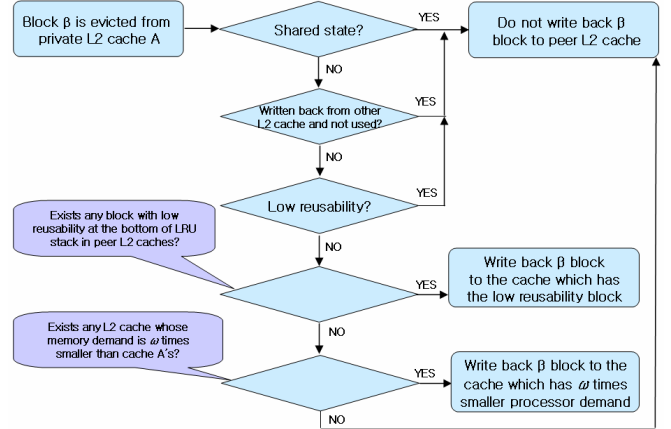 Block β is evicted from
private L2 cache A
Shared state?
YES
Do not write back β
block to peer L2 cache
NO
Written back from other
L2 cache and not used?
YES
NO
Low reusability?
YES
Exists any block with low
reusability at the bottom of LRU
stack in peer L2 caches?
NO
YES
Write back β block
to the cache which has
the low reusability block
Exists any L2 cache whose
memory demand is ω times
smaller than cache A's?
NO
YES
Write back β block to the
cache which has ω times
smaller processor demand
NO